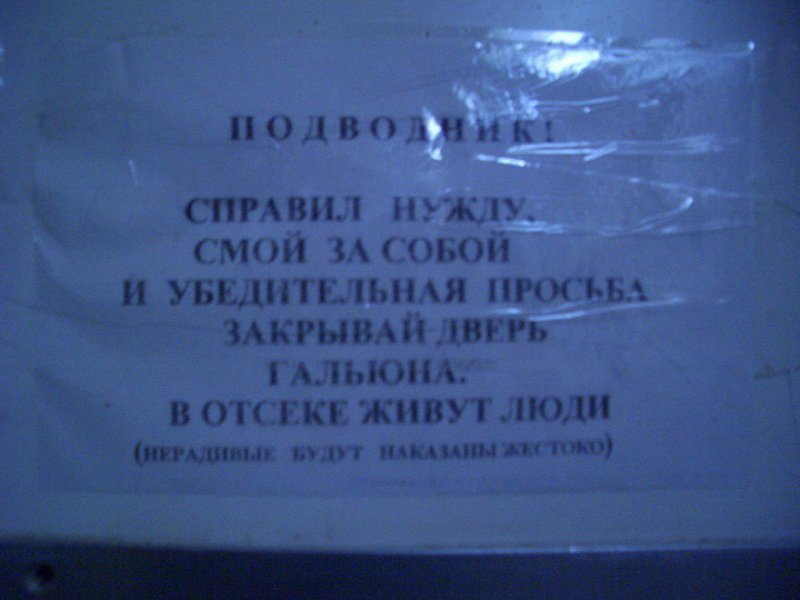 ПОДВОДНИК!
СПРАВИЛ НУЖДУ,
СМОЙ ЗА СОБОЙ
И УБЕДИТЕЛЬНАЯ ПРОСЬБА
ЗАКРЫВАЙ ДВЕРЬ
ГАЛЬЮНА.
В ОТСЕКЕ ЖИВУТ ЛЮДИ
(НЕРАДИВЫЕ БУДУТ НАКАЗАНЫ ЖЕСТОКО)